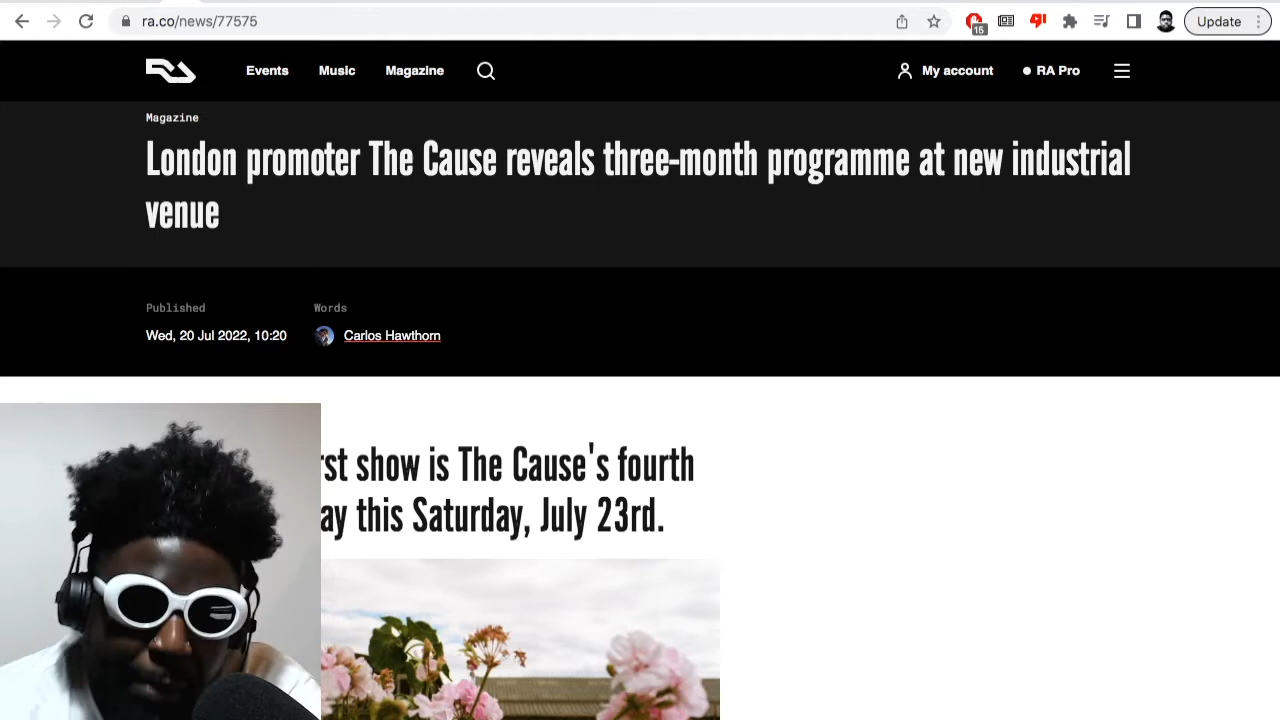 ra.co/news/77575
15
Update
Events Music Magazine
My account RA Pro
Magazine
London promoter The Cause reveals three-month programme at new industrial
venue
Published Words
Wed, 20 Jul 2022, 10:20 Carlos Hawthorn
rst show is The Cause's fourth
ay this Saturday, July 23rd.